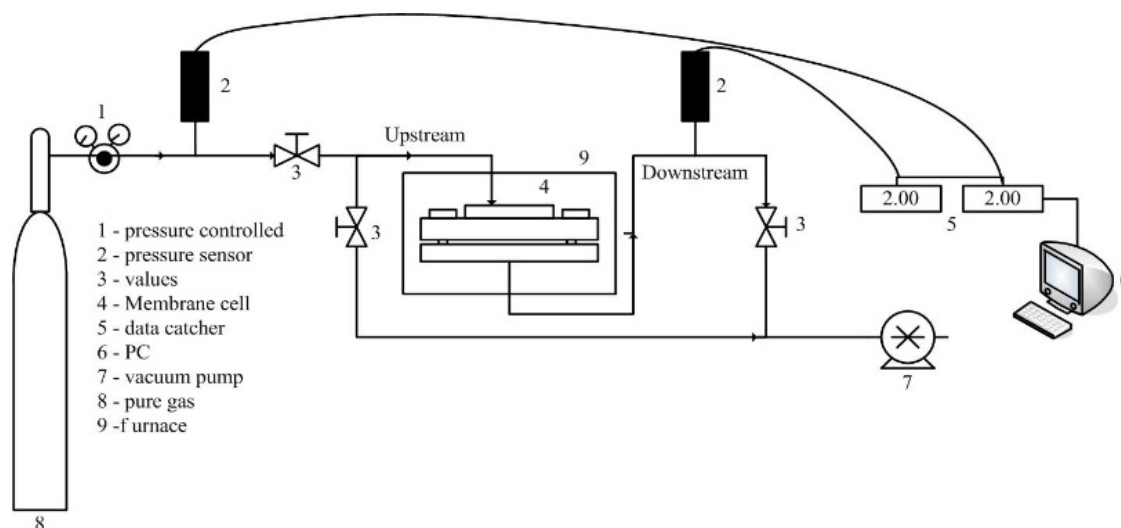 2
2
1
Upstream
9
3
4
Downstream
2.00
2.00
3
3
5
1 - pressure controlled
2 - pressure sensor
3 - values
4 - Membrane cell
5 - data catcher
6 - PC
7 - vacuum pump
8 - pure gas
9 -f urnace
7
8